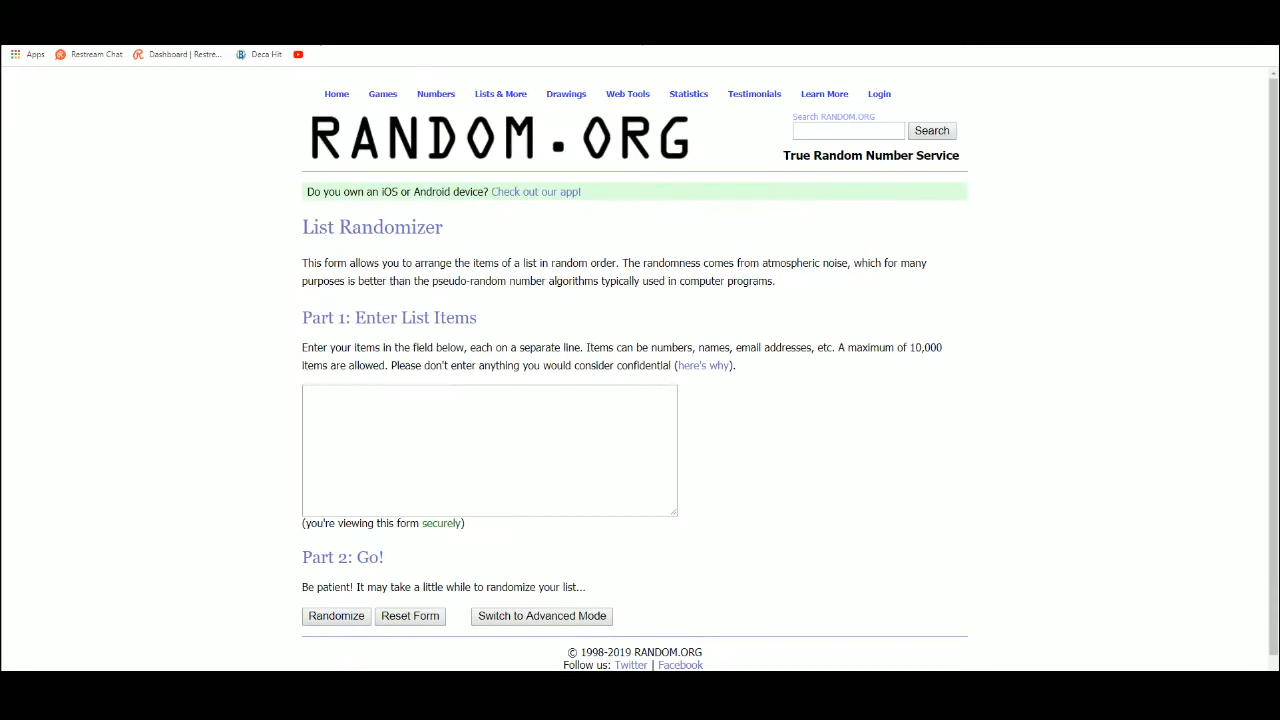 Apps Restream Chat Dashboard | Restre... Deca Hit
Home Games Numbers Lists & More Drawings Web Tools Statistics Testimonials Learn More Login
RANDOM.ORG
Search RANDOM.ORG
Search
True Random Number Service
Do you own an iOS or Android device? Check out our app!
List Randomizer
This form allows you to arrange the items of a list in random order. The randomness comes from atmospheric noise, which for many
purposes is better than the pseudo-random number algorithms typically used in computer programs.
Part 1: Enter List Items
Enter your items in the field below, each on a separate line. Items can be numbers, names, email addresses, etc. A maximum of 10,000
items are allowed. Please don't enter anything you would consider confidential (here's why).
(you're viewing this form securely)
Part 2: Go!
Be patient! It may take a little while to randomize your list...
Randomize Reset Form Switch to Advanced Mode
© 1998-2019 RANDOM.ORG
Follow us: Twitter | Facebook